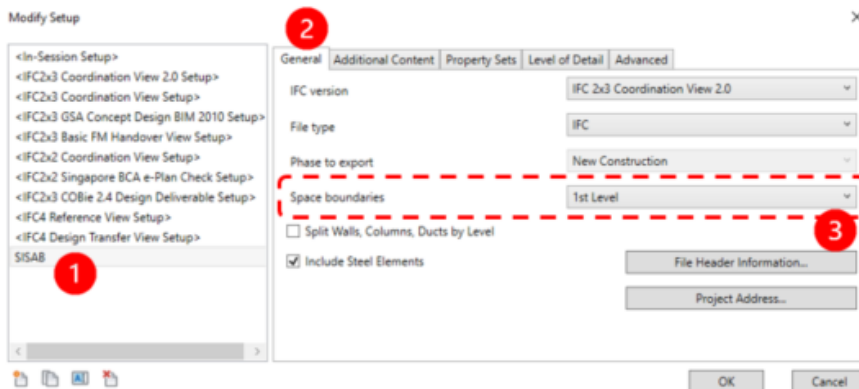 Modify Setup
2
<In-Session Setup>
<IFC2x3 Coordination View 2.0 Setup>
<IFC2x3 Coordination View Setup>
<IFC2x3 GSA Concept Design BIM 2010 Setup>
<IFC2x3 Basic FM Handover View Setup>
<IFC2x2 Coordination View Setup>
<IFC2x2 Singapore BCA e-Plan Check Setup>
<IFC2x3 COBie 2.4 Design Deliverable Setup>
<IFC4 Reference View Setup>
<IFC4 Design Transfer View Setup>
SISAB
1
General Additional Content Property Sets Level of Detail Advanced
IFC version IFC 2x3 Coordination View 2.0
File type IFC
Phase to export New Construction
Space boundaries 1st Level
3
Split Walls, Columns, Ducts by Level
Include Steel Elements File Header Information...
Project Address...
OK Cancel